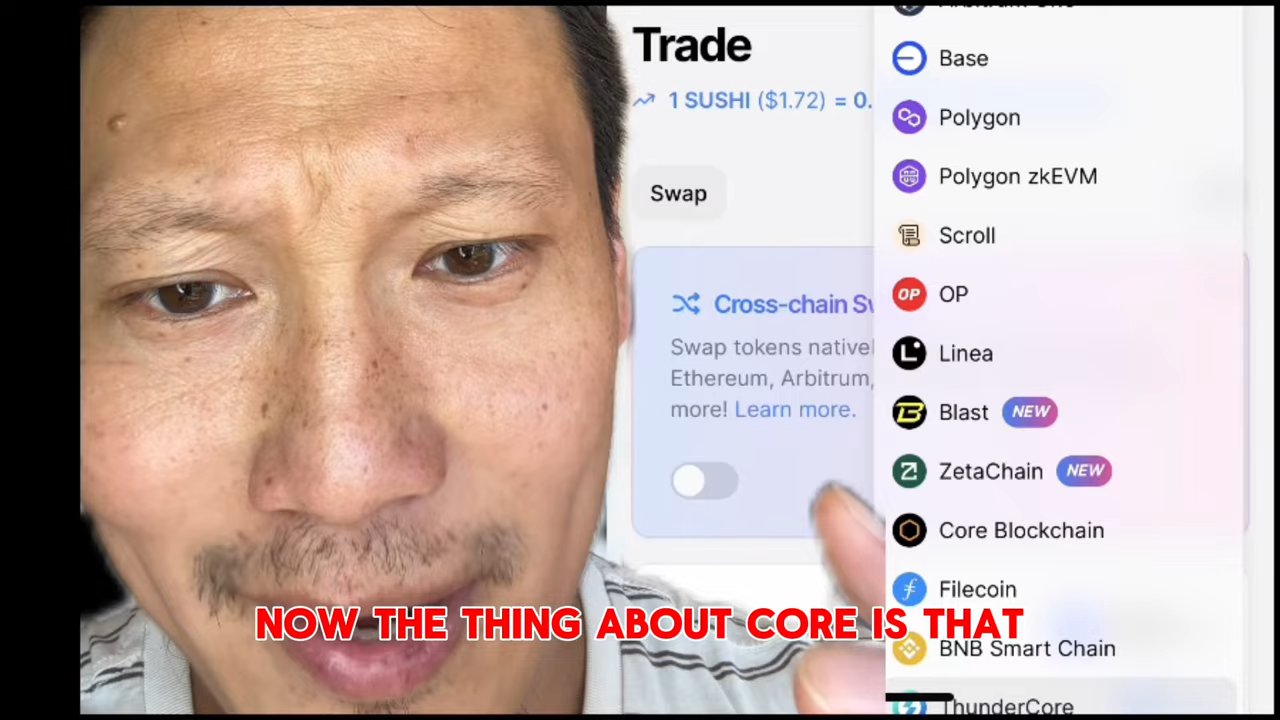 Trade
1 SUSHI ($1.72) = 0.
Swap
Cross-chain
Swap tokens
Ethereum, Arbitrum,
more! Learn more.
Base
Polygon
Polygon zkEVM
Scroll
OP
OP
Linea
Blast NEW
ZetaChain NEW
Core Blockchain
Filecoin
BNB Smart Chain
ThunderCore
NOW THE THING ABOUT CORE IS THAT